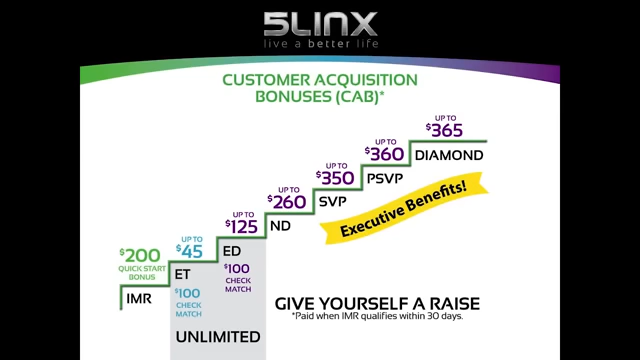 5LINX
live a better life
CUSTOMER ACQUISITION
BONUSES (CAB)*
UP TO
$365
DIAMOND
UP TO
$360
PSVP
UP TO
$350
SVP
Executive Benefits!
UP TO
$260
ND
UP TO
$125
ED
$100
CHECK
MATCH
UP TO
$45
ET
$100
CHECK
MATCH
$200
QUICK START
BONUS
IMR
UNLIMITED
GIVE YOURSELF A RAISE
*Paid when IMR qualifies within 30 days.